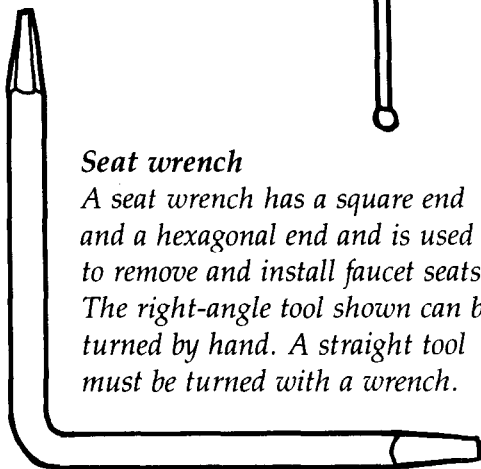 Seat wrench
A seat wrench has a square end
and a hexagonal end and is used
to remove and install faucet seats
The right-angle tool shown can b
turned by hand. A straight tool
must be turned with a wrench.